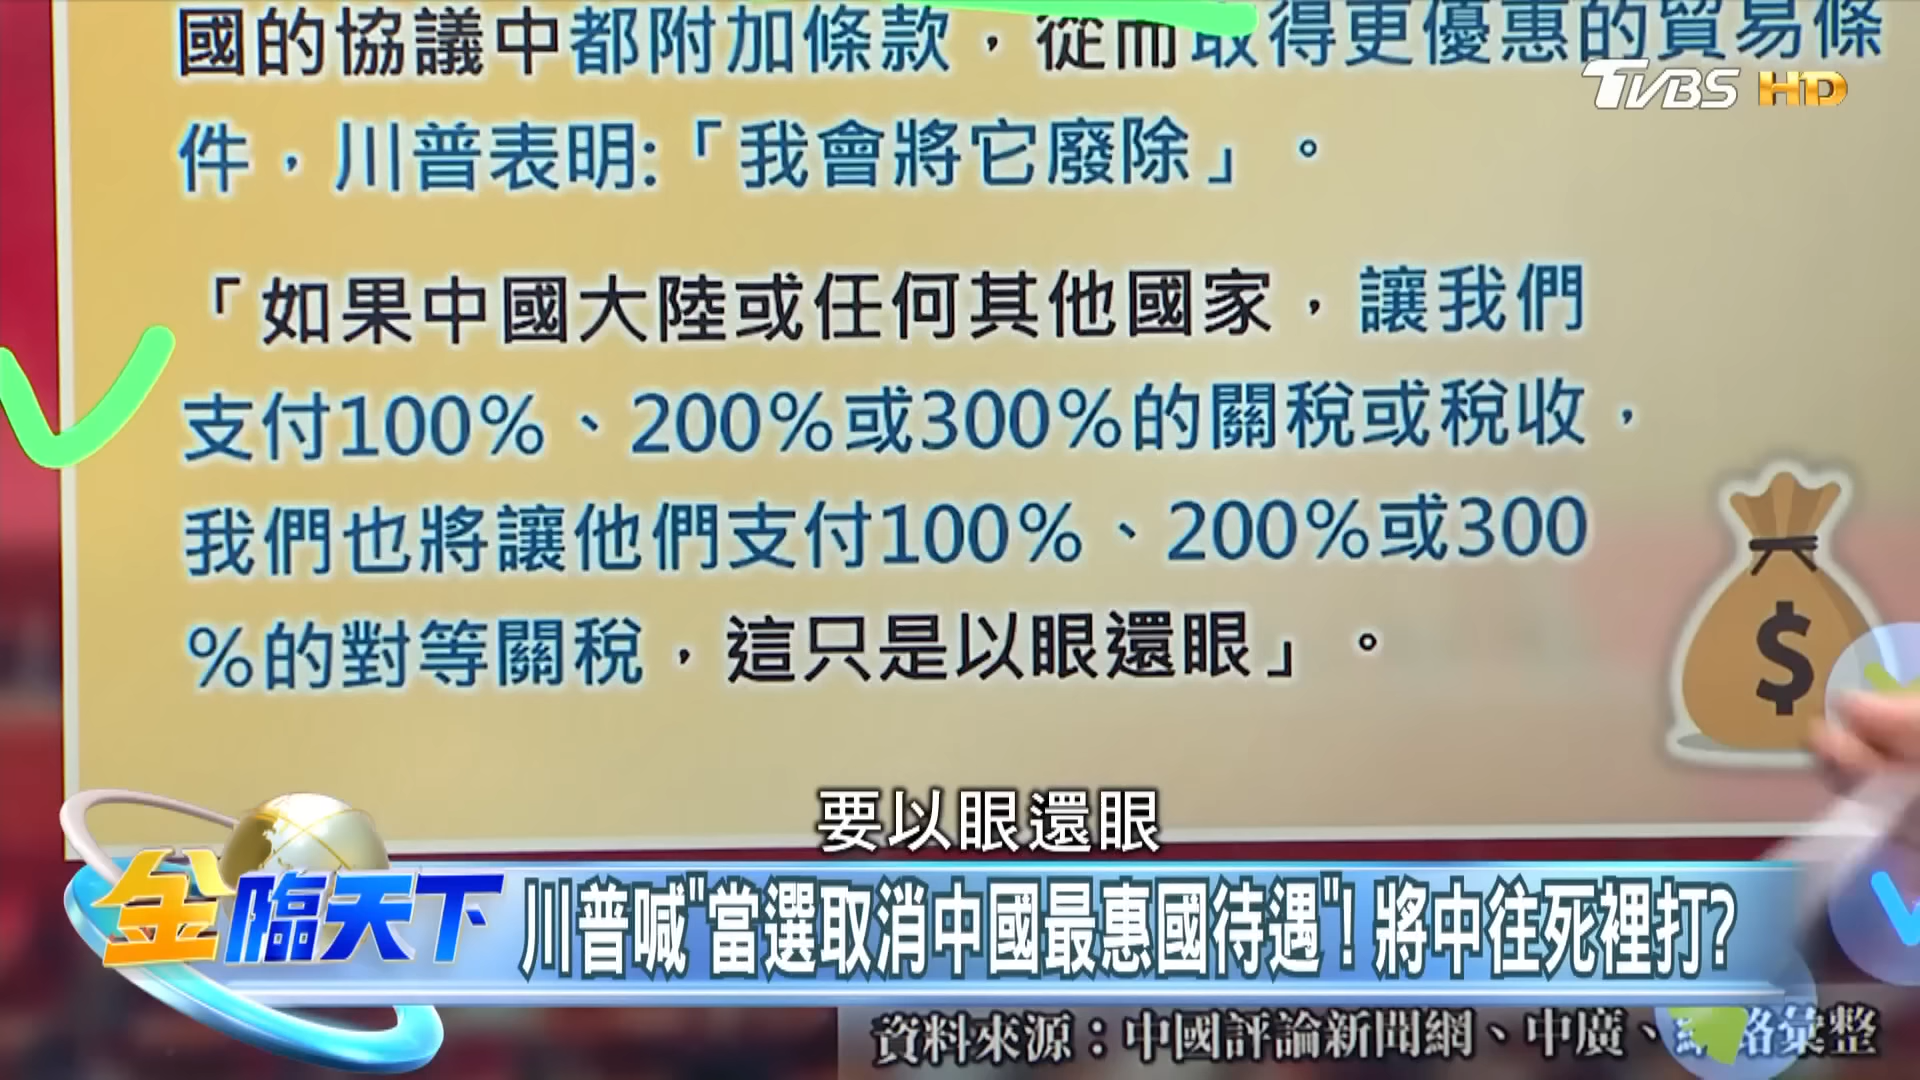 國的協議中都附加條款，從而取得更優惠的貿易條
TVBS HD
件，川普表明:「我會將它廢除」。
「如果中國大陸或任何其他國家，讓我們
支付100%、200%或300%的關稅或稅收，
我們也將讓他們支付100%、200%或300
%的對等關稅，這只是以眼還眼」。
$
要以眼還眼
金臨天下
川普喊"當選取消中國最惠國待遇"! 將中往死裡打?
資料來源：中國評論新聞網、中廣、網路彙整